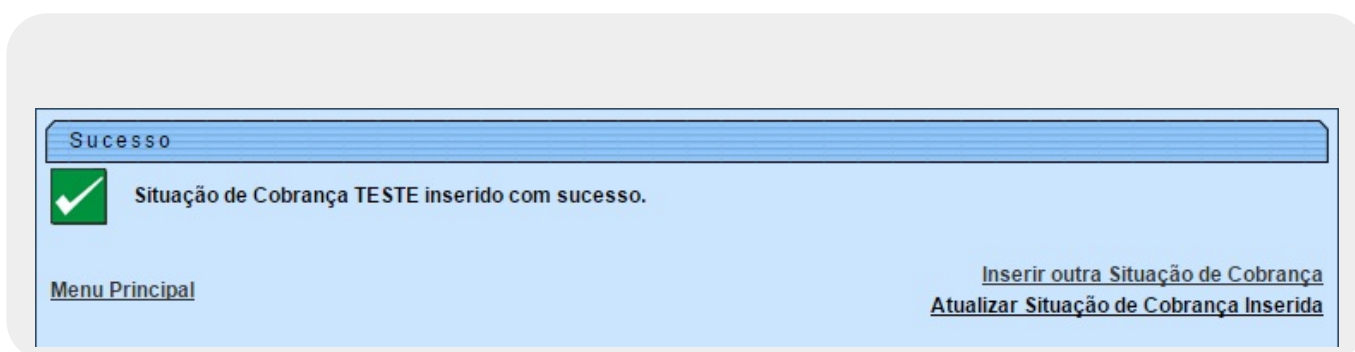 Sucesso
Situação de Cobrança TESTE inserido com sucesso.
Menu Principal
Inserir outra Situação de Cobrança
Atualizar Situação de Cobrança Inserida